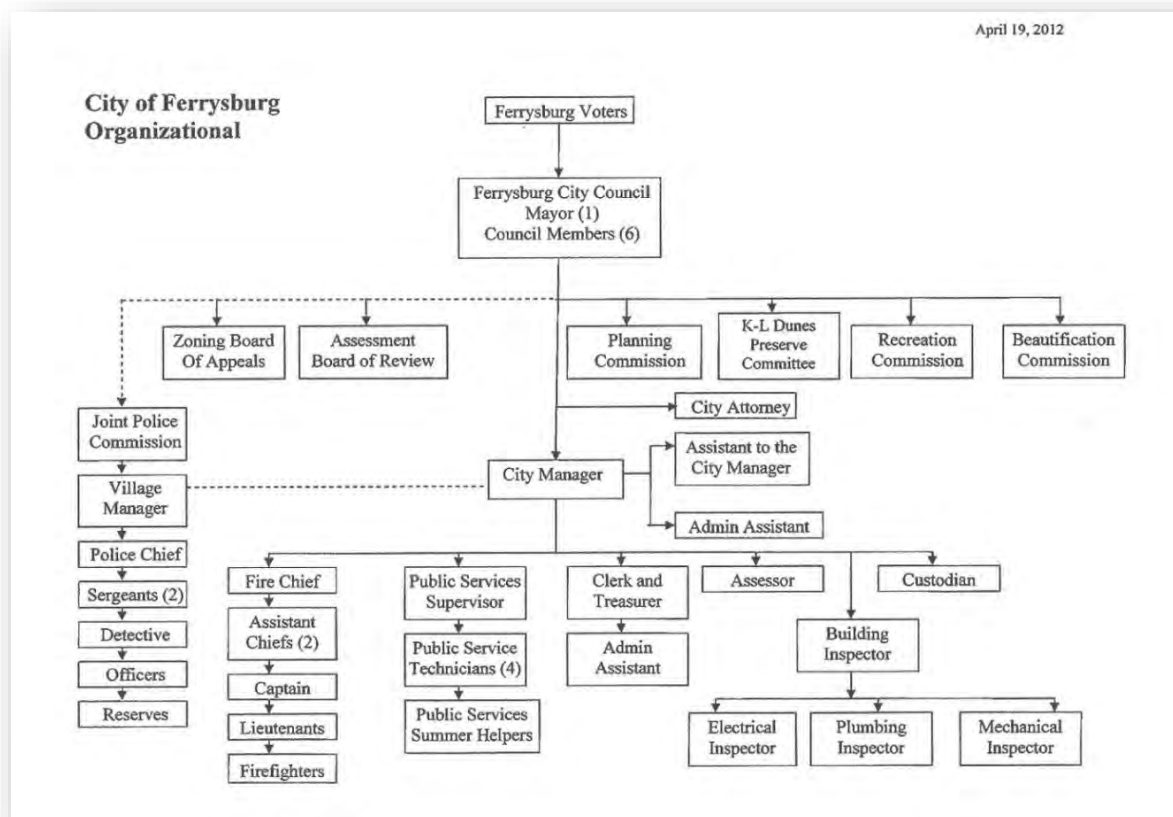 April 19, 2012
City of Ferrysburg
Organizational
Ferrysburg Voters
Ferrysburg City Council
Mayor (1)
Council Members (6)
Zoning Board
Of Appeals
Assessment
Board of Review
Planning
Commission
K-L Dunes
Preserve
Committee
Recreation
Commission
Beautification
Commission
City Attorney
Joint Police
Commission
Assistant to the
City Manager
City Manager
Village
Manager
Admin Assistant
Police Chief
Sergeants (2)
Detective
Officers
Reserves
Fire Chief
Assistant
Chiefs (2)
Captain
Lieutenants
Firefighters
Public Services
Supervisor
Public Service
Technicians (4)
Public Services
Summer Helpers
Clerk and
Treasurer
Admin
Assistant
Assessor
Custodian
Building
Inspector
Electrical
Inspector
Plumbing
Inspector
Mechanical
Inspector